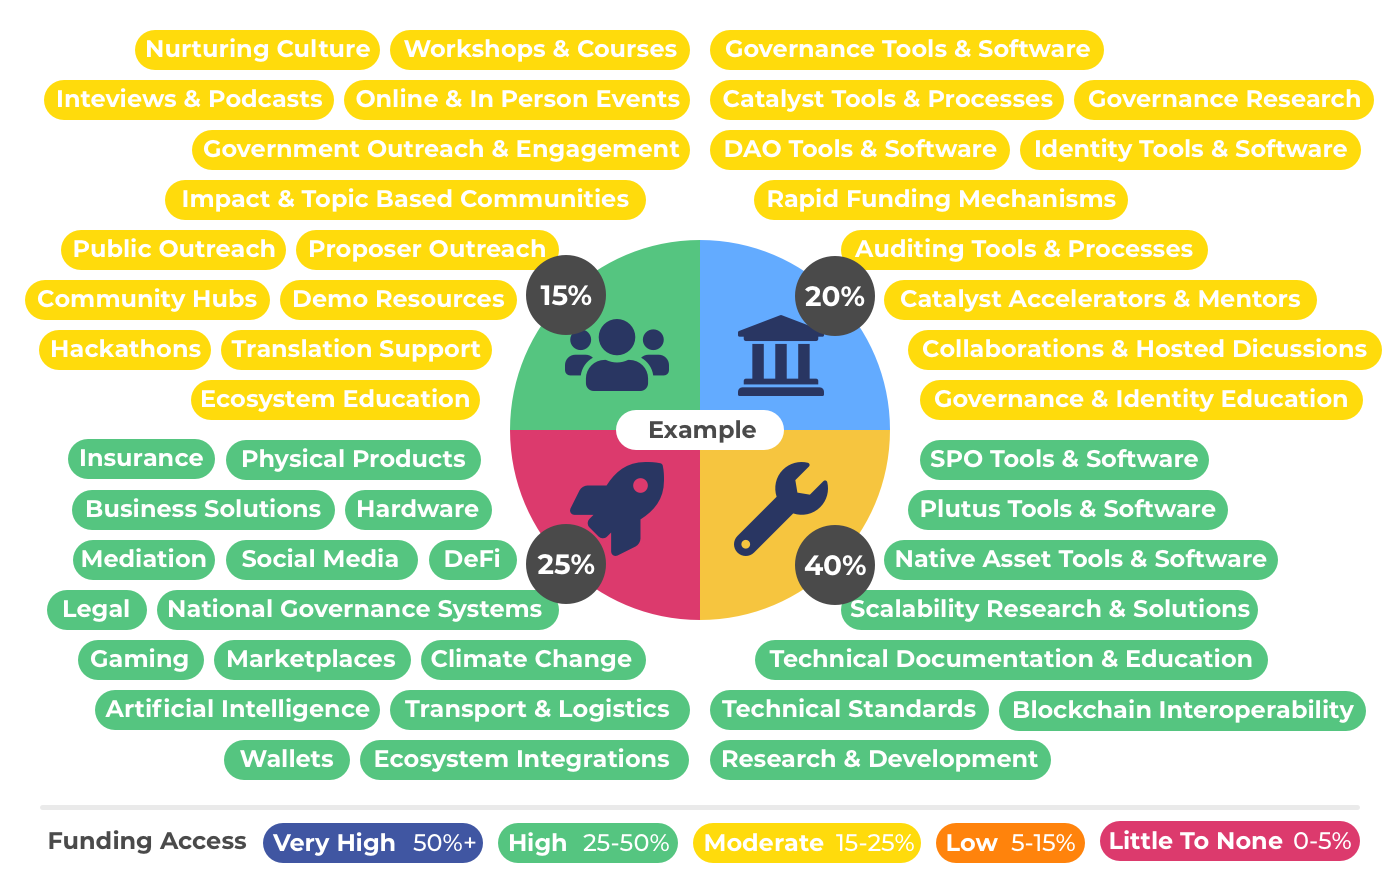 Nurturing Culture Workshops & Courses Governance Tools & Software
Inteviews & Podcasts Online & In Person Events Catalyst Tools & Processes Governance Research
Government Outreach & Engagement DAO Tools & Software Identity Tools & Software
Impact & Topic Based Communities Rapid Funding Mechanisms
Public Outreach Proposer Outreach Auditing Tools & Processes
Community Hubs Demo Resources 15% 20% Catalyst Accelerators & Mentors
Hackathons Translation Support Collaborations & Hosted Dicussions
Ecosystem Education Governance & Identity Education
Example
Insurance Physical Products SPO Tools & Software
Business Solutions Hardware Plutus Tools & Software
Mediation Social Media DeFi 25% 40% Native Asset Tools & Software
Legal National Governance Systems Scalability Research & Solutions
Gaming Marketplaces Climate Change Technical Documentation & Education
Artificial Intelligence Transport & Logistics Technical Standards Blockchain Interoperability
Wallets Ecosystem Integrations Research & Development
Funding Access Very High 50%+ High 25-50% Moderate 15-25% Low 5-15% Little To None 0-5%